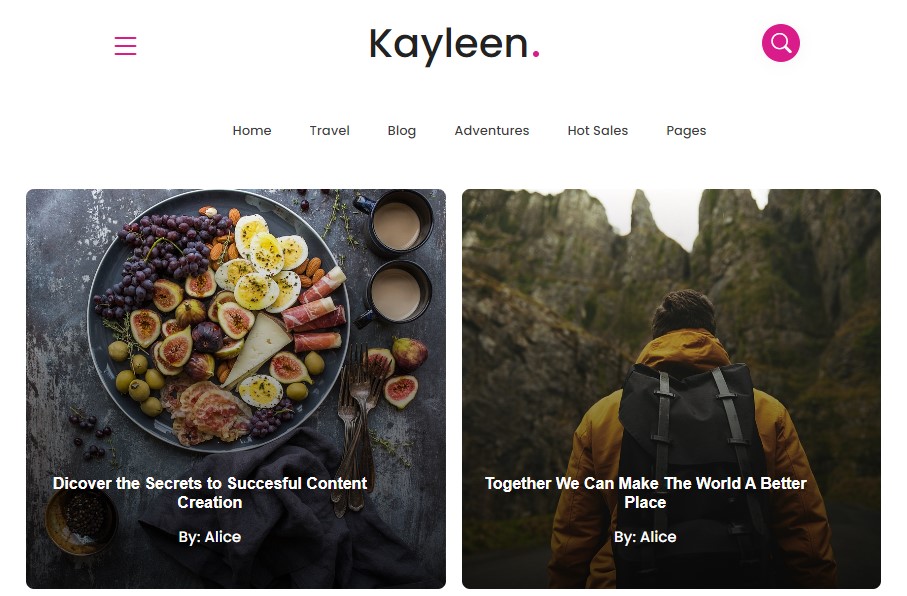 Kayleen.
Home Travel Blog Adventures Hot Sales Pages
Dicover the Secrets to Succesful Content
Creation
By: Alice
Together We Can Make The World A Better
Place
By: Alice